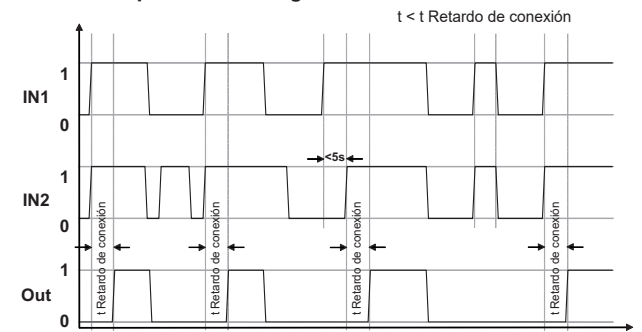 t < t Retardo de conexión
1
IN1
0
<5s
1
IN2
0
t Retardo de conexión
t Retardo de conexión
t Retardo de conexión
t Retardo de conexión
1
Out
0